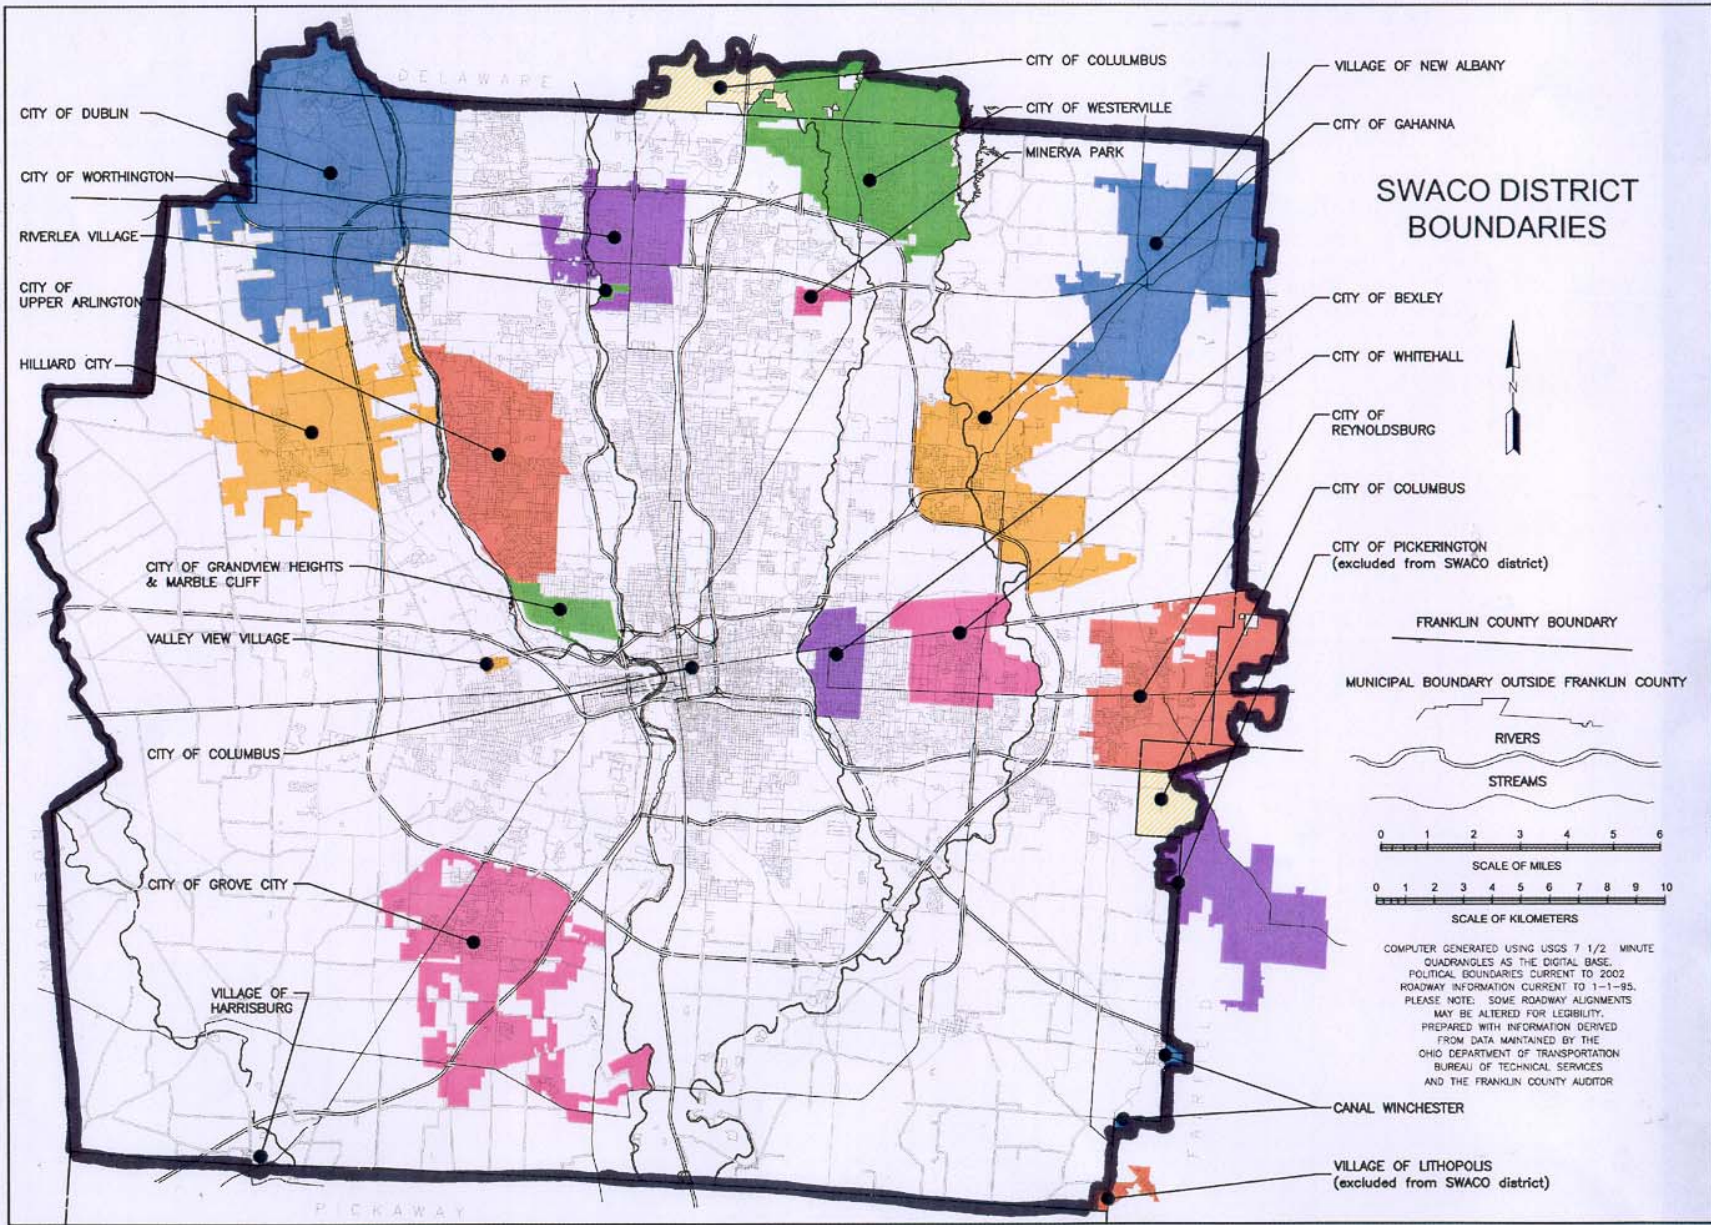 DELAWARE
CITY OF COLULMBUS
VILLAGE OF NEW ALBANY
CITY OF DUBLIN
CITY OF WESTERVILLE
CITY OF GAHANNA
MINERVA PARK
CITY OF WORTHINGTON
SWACO DISTRICT
BOUNDARIES
RIVERLEA VILLAGE
CITY OF
UPPER ARLINGTON
CITY OF BEXLEY
HILLIARD CITY
CITY OF WHITEHALL
N
CITY OF
REYNOLDSBURG
CITY OF COLUMBUS
CITY OF PICKERINGTON
(excluded from SWACO district)
CITY OF GRANDVIEW HEIGHTS
& MARBLE CLIFF
VALLEY VIEW VILLAGE
FRANKLIN COUNTY BOUNDARY
MUNICIPAL BOUNDARY OUTSIDE FRANKLIN COUNTY
RIVERS
CITY OF COLUMBUS
STREAMS
0 1 2 3 4 5 6
SCALE OF MILES
0 1 2 3 4 5 6 7 8 9 10
SCALE OF KILOMETERS
CITY OF GROVE CITY
COMPUTER GENERATED USING USGS 7 1/2 MINUTE
QUADRANGLES AS THE DIGITAL BASE.
POLITICAL BOUNDARIES CURRENT TO 2002
ROADWAY INFORMATION CURRENT TO 1-1-95.
PLEASE NOTE: SOME ROADWAY ALIGNMENTS
MAY BE ALTERED FOR LEGIBILITY.
PREPARED WITH INFORMATION DERIVED
FROM DATA MAINTAINED BY THE
OHIO DEPARTMENT OF TRANSPORTATION
BUREAU OF TECHNICAL SERVICES
AND THE FRANKLIN COUNTY AUDITOR
VILLAGE OF
HARRISBURG
CANAL WINCHESTER
VILLAGE OF LITHOPOLIS
(excluded from SWACO district)
PICKAWAY